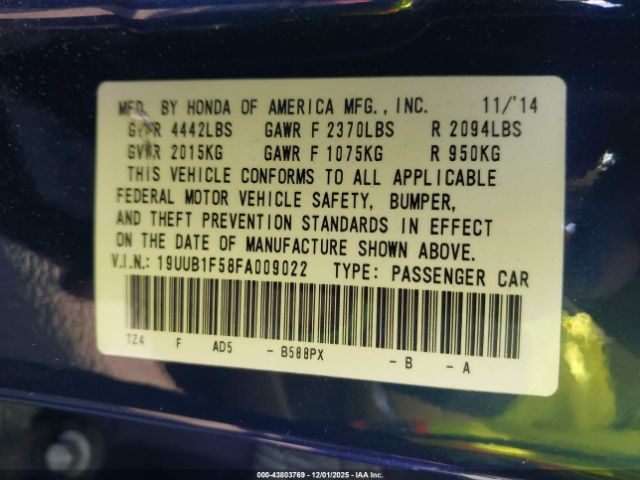 MFD. BY HONDA OF AMERICA MFG., INC. 11/'14
GVWR 4442LBS GAWR F 2370LBS R 2094LBS
GVWR 2015KG GAWR F 1075KG R 950KG
THIS VEHICLE CONFORMS TO ALL APPLICABLE
FEDERAL MOTOR VEHICLE SAFETY, BUMPER,
AND THEFT PREVENTION STANDARDS IN EFFECT
ON THE DATE OF MANUFACTURE SHOWN ABOVE.
V.I.N.: 19UUB1F58FA009022 TYPE: PASSENGER CAR
TZ4 F AD5 - B588PX - B - A
000-43803769 - 12/01/2025 - IAA Inc.